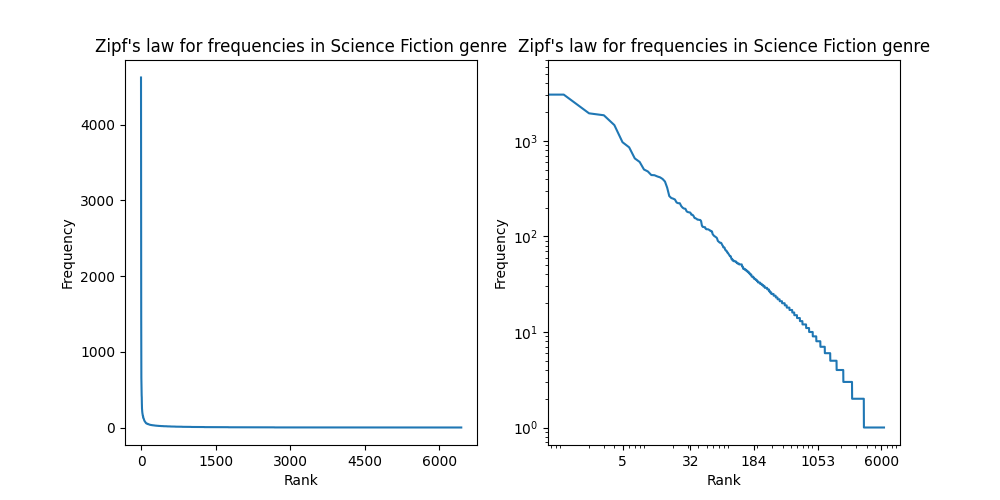 Zipf's law for frequencies in Science Fiction genre
Frequency
4000
3000
2000
1000
0
0 1500 3000 4500 6000
Rank
Zipf's law for frequencies in Science Fiction genre
Frequency
10³
10²
10¹
10⁰
5 32 184 1053 6000
Rank